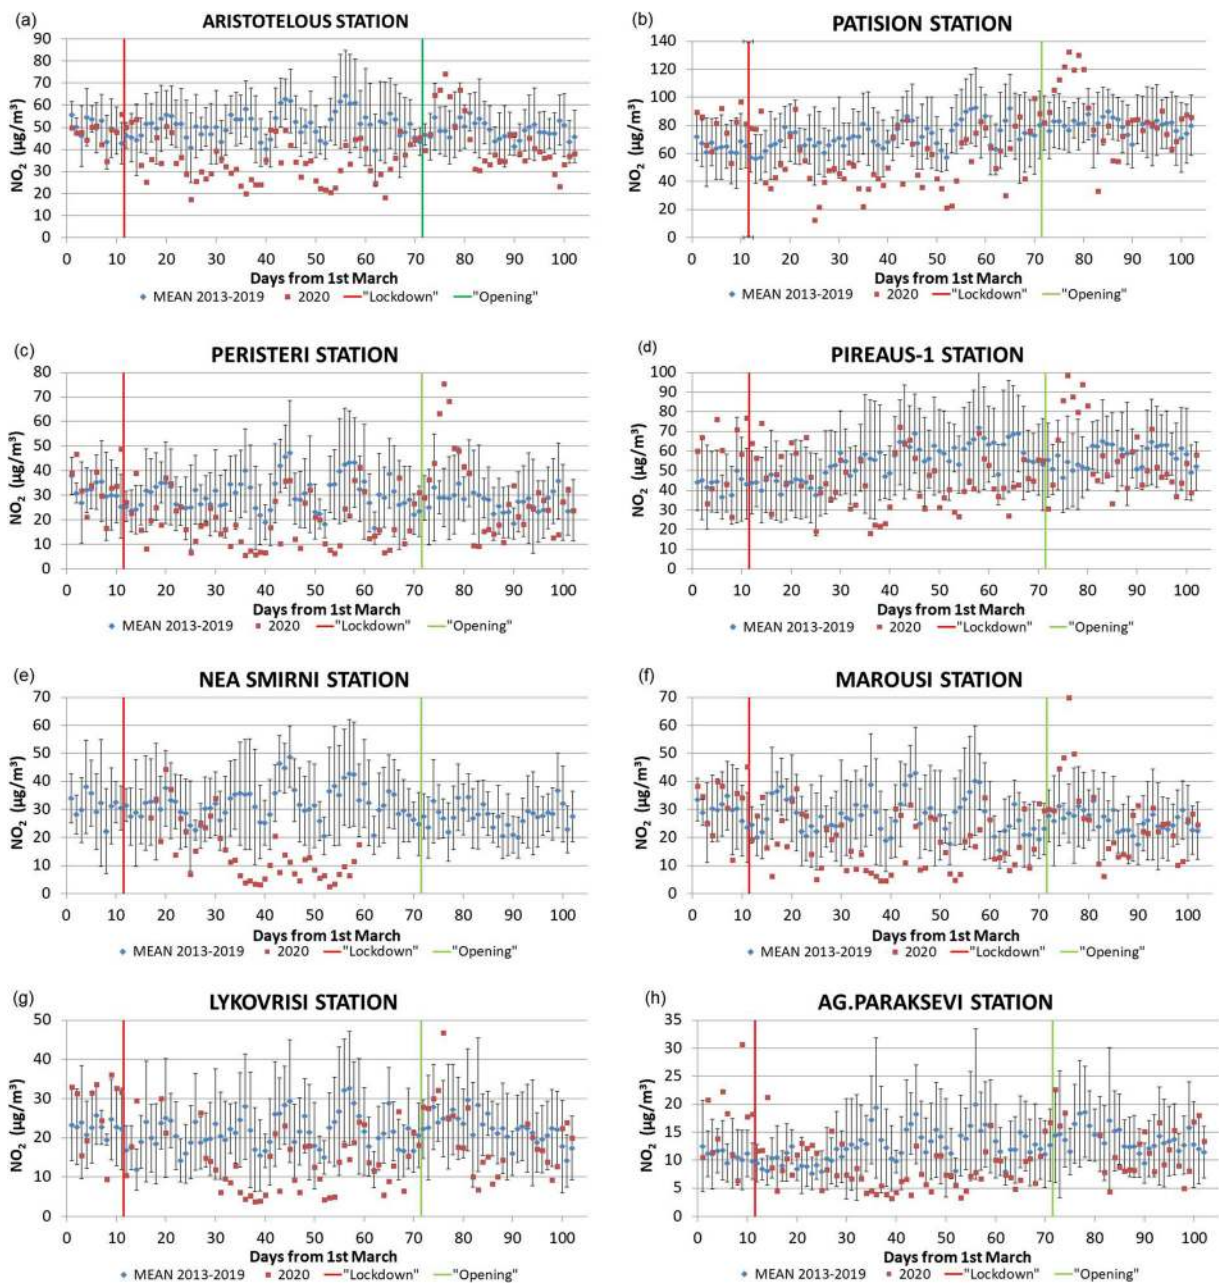 (a) ARISTOTELOUS STATION
NO₂ (μg/m³)
90
80
70
60
50
40
30
20
10
0
0 10 20 30 40 50 60 70 80 90 100
Days from 1st March
MEAN 2013-2019 2020 "Lockdown" "Opening"
(b) PATISION STATION
NO₂ (μg/m³)
140
120
100
80
60
40
20
0
0 10 20 30 40 50 60 70 80 90 100
Days from 1st March
MEAN 2013-2019 2020 "Lockdown" "Opening"
(c) PERISTERI STATION
NO₂ (μg/m³)
80
70
60
50
40
30
20
10
0
0 10 20 30 40 50 60 70 80 90 100
Days from 1st March
MEAN 2013-2019 2020 "Lockdown" "Opening"
(d) PIREAUS-1 STATION
NO₂ (μg/m³)
100
90
80
70
60
50
40
30
20
10
0
0 10 20 30 40 50 60 70 80 90 100
Days from 1st March
MEAN 2013-2019 2020 "Lockdown" "Opening"
(e) NEA SMIRNI STATION
NO₂ (μg/m³)
70
60
50
40
30
20
10
0
0 10 20 30 40 50 60 70 80 90 100
Days from 1st March
MEAN 2013-2019 2020 "Lockdown" "Opening"
(f) MAROUSI STATION
NO₂ (μg/m³)
70
60
50
40
30
20
10
0
0 10 20 30 40 50 60 70 80 90 100
Days from 1st March
MEAN 2013-2019 2020 "Lockdown" "Opening"
(g) LYKOVRISI STATION
NO₂ (μg/m³)
50
40
30
20
10
0
0 10 20 30 40 50 60 70 80 90 100
Days from 1st March
MEAN 2013-2019 2020 "Lockdown" "Opening"
(h) AG.PARAKSEVI STATION
NO₂ (μg/m³)
35
30
25
20
15
10
5
0
0 10 20 30 40 50 60 70 80 90 100
Days from 1st March
MEAN 2013-2019 2020 "Lockdown" "Opening"